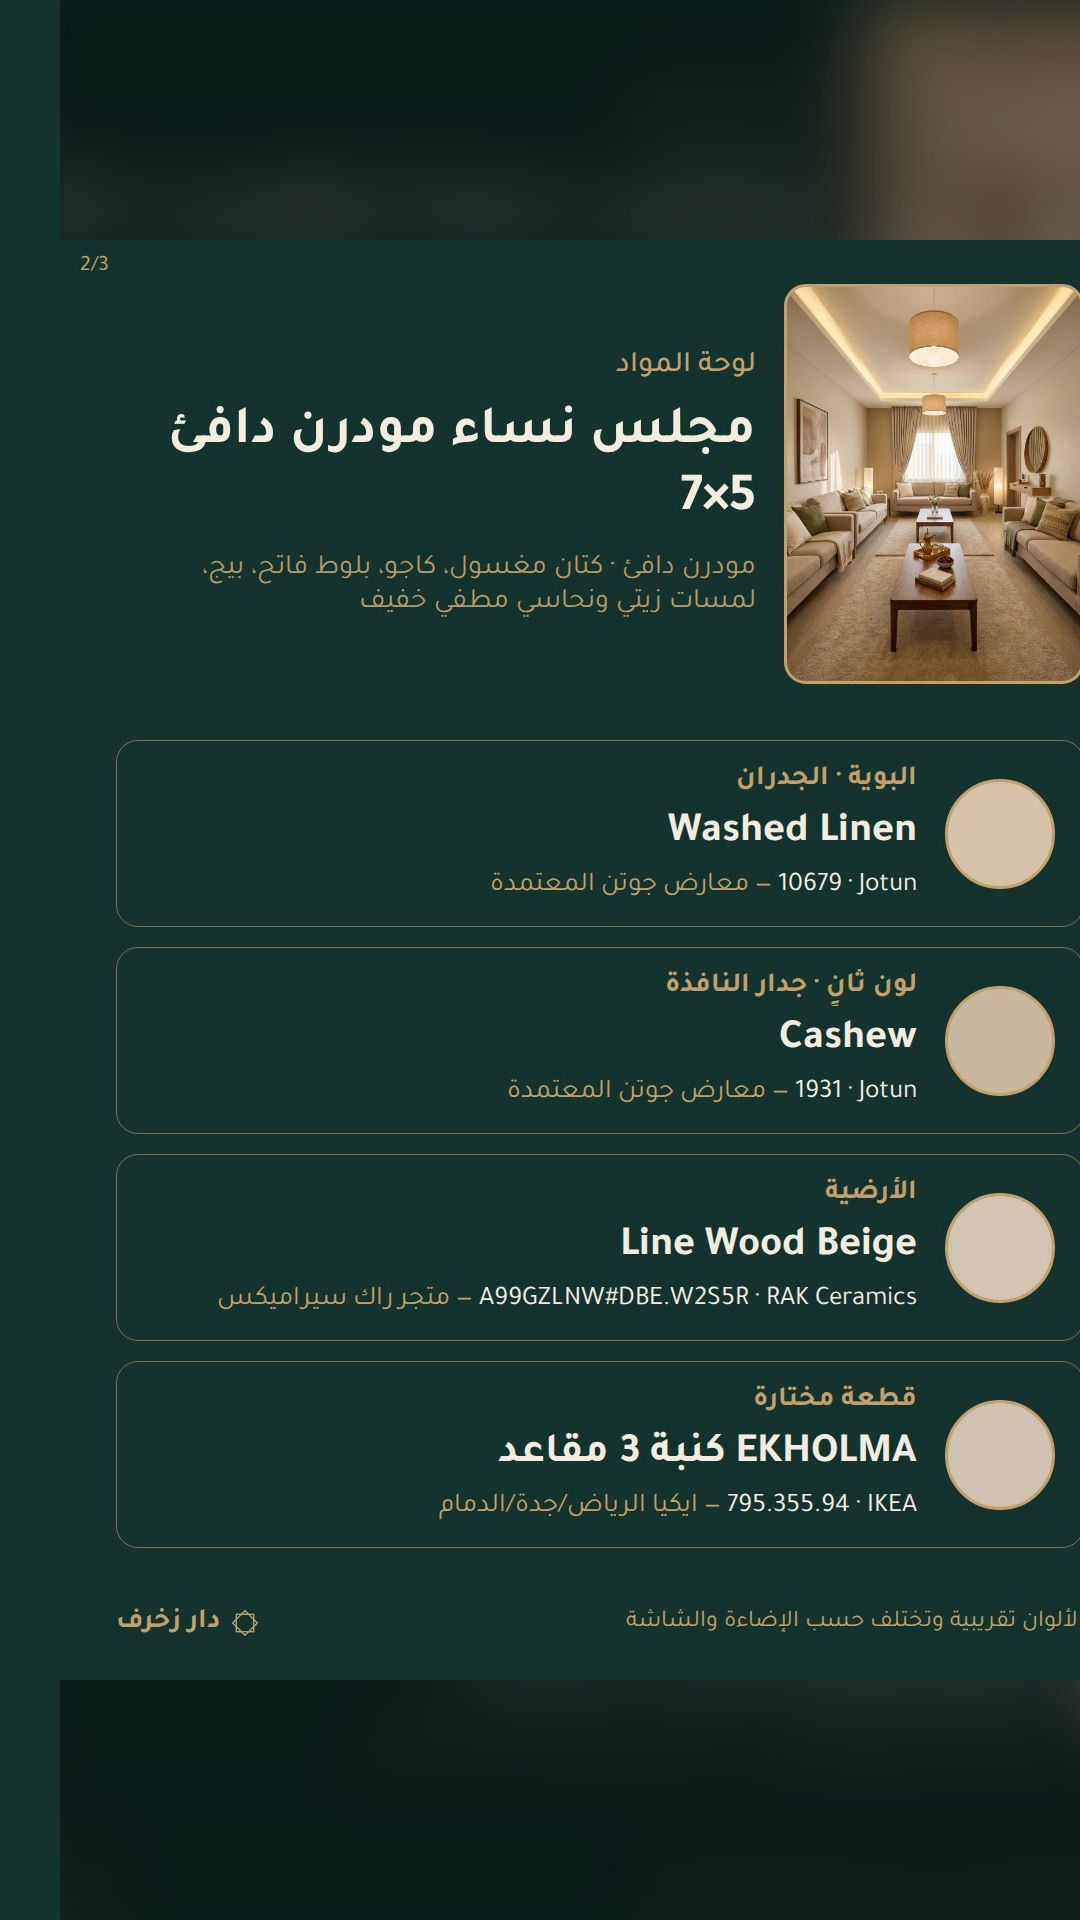 2/3
لوحة المواد
مجلس نساء مودرن دافئ
7×5
مودرن دافئ · كتان مغسول، كاجو، بلوط فاتح، بيج،
لمسات زيتي ونحاسي مطفي خفيف
البوية · الجدران
Washed Linen
Jotun · 10679 – معارض جوتن المعتمدة
لون ثانٍ · جدار النافذة
Cashew
Jotun · 1931 – معارض جوتن المعتمدة
الأرضية
Line Wood Beige
RAK Ceramics · A99GZLNW#DBE.W2S5R – متجر راك سيراميكس
قطعة مختارة
EKHOLMA كنبة 3 مقاعد
IKEA · 795.355.94 – ايكيا الرياض/جدة/الدمام
لألوان تقريبية وتختلف حسب الإضاءة والشاشة
دار زخرف